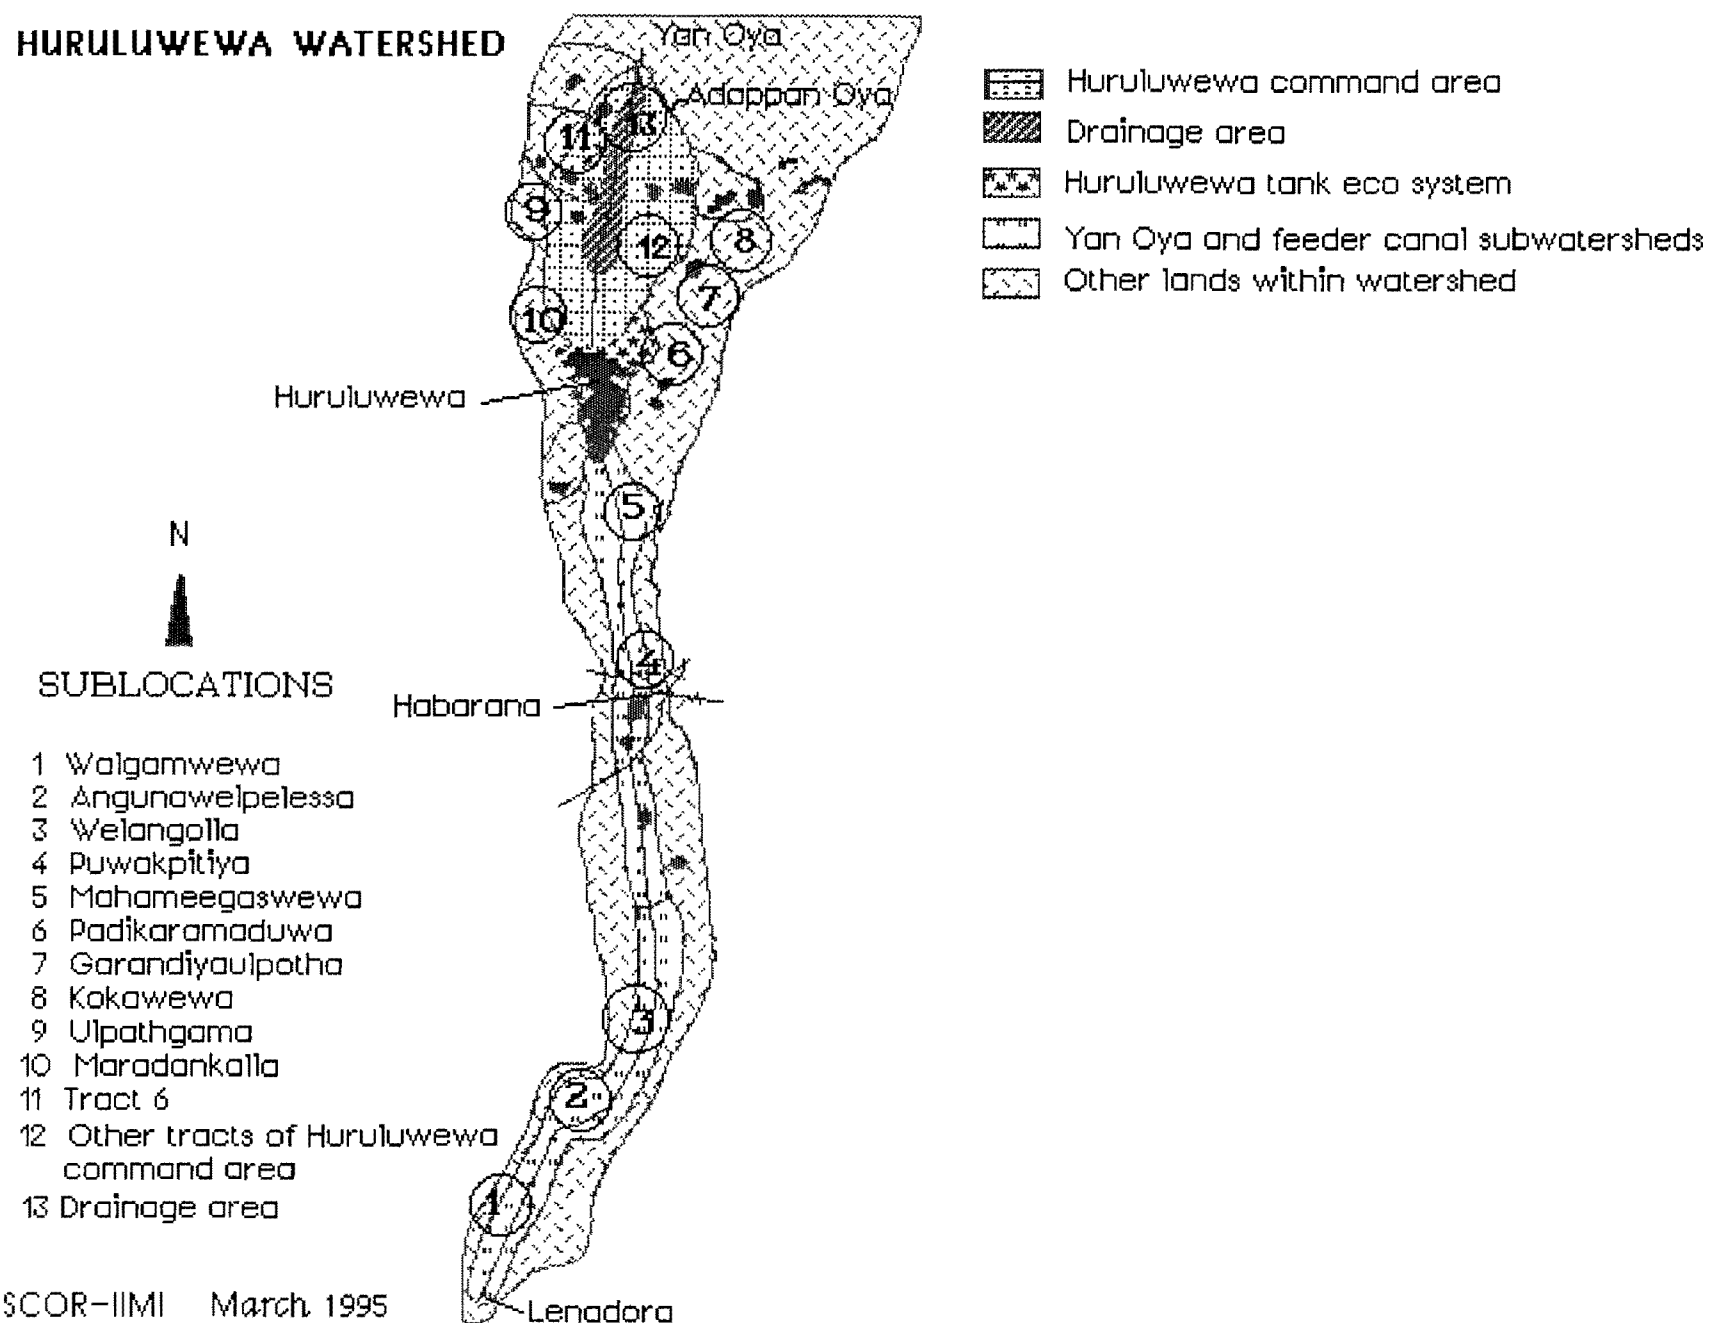 HURULUWEWA WATERSHED
Yan Oya
Adappan Oya
Huruluwewa command area
Drainage area
Huruluwewa tank eco system
Yan Oya and feeder canal subwatersheds
Other lands within watershed
13
11
9
12
8
7
10
6
Huruluwewa
5
N
4
SUBLOCATIONS
Habarana
1 Walgamwewa
2 Angunawelpelessa
3 Welangolla
4 Puwakpitiya
5 Mahameegaswewa
6 Padikaramaduwa
7 Garandiyaulpotha
8 Kokawewa
9 Ulpathgama
10 Maradankalla
11 Tract 6
12 Other tracts of Huruluwewa
command area
13 Drainage area
3
2
1
SCOR-IIMI March 1995
Lenadora